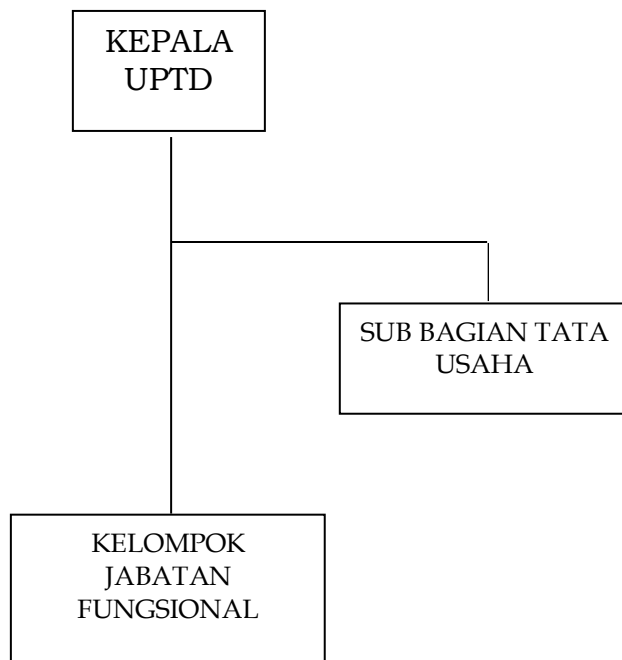 KEPALA
UPTD
SUB BAGIAN TATA
USAHA
KELOMPOK
JABATAN
FUNGSIONAL